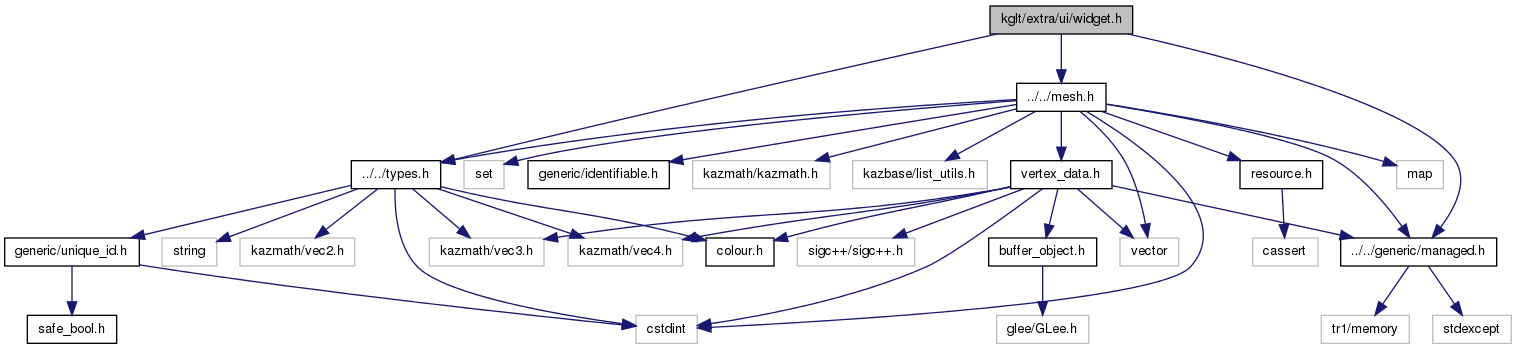 kglt/extra/ui/widget.h
../../mesh.h
../../types.h
set
generic/identifiable.h
kazmath/kazmath.h
kazbase/list_utils.h
vertex_data.h
resource.h
map
generic/unique_id.h
string
kazmath/vec2.h
kazmath/vec3.h
kazmath/vec4.h
colour.h
sigc++/sigc++.h
buffer_object.h
vector
cassert
../../generic/managed.h
safe_bool.h
cstdint
glee/GLee.h
tr1/memory
stdexcept